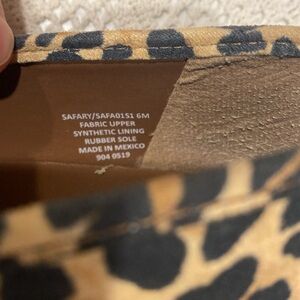 SAFARY/SAFA01S1 6M
FABRIC UPPER
SYNTHETIC LINING
RUBBER SOLE
MADE IN MEXICO
904 0519